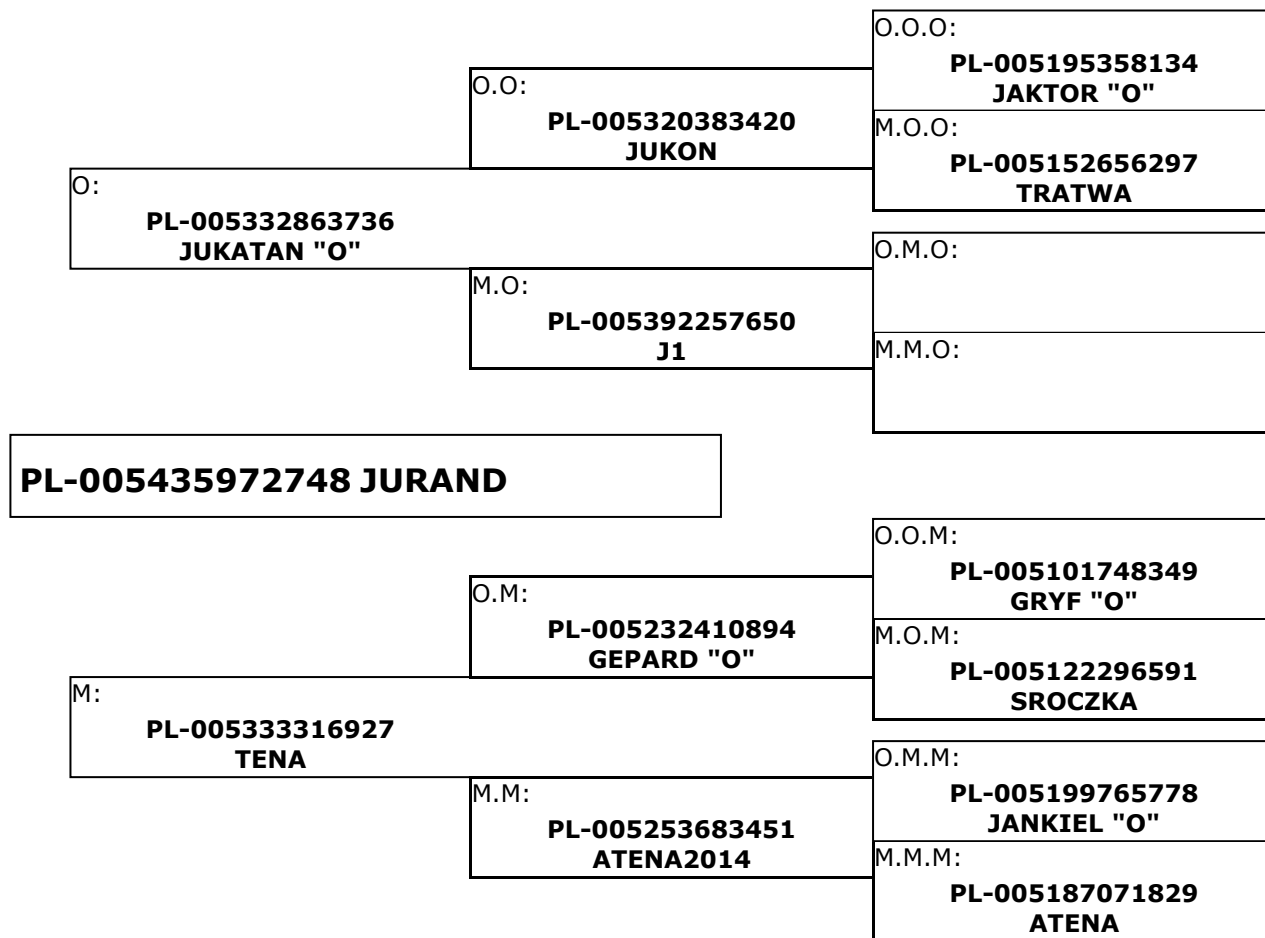 O.O.O:
PL-005195358134
JAKTOR "O"
O.O:
PL-005320383420
JUKON
M.O.O:
PL-005152656297
TRATWA
O:
PL-005332863736
JUKATAN "O"
O.M.O:
M.O:
PL-005392257650
J1
M.M.O:
PL-005435972748 JURAND
O.O.M:
PL-005101748349
GRYF "O"
O.M:
PL-005232410894
GEPARD "O"
M.O.M:
PL-005122296591
SROCZKA
M:
PL-005333316927
TENA
O.M.M:
PL-005199765778
JANKIEL "O"
M.M:
PL-005253683451
ATENA2014
M.M.M:
PL-005187071829
ATENA